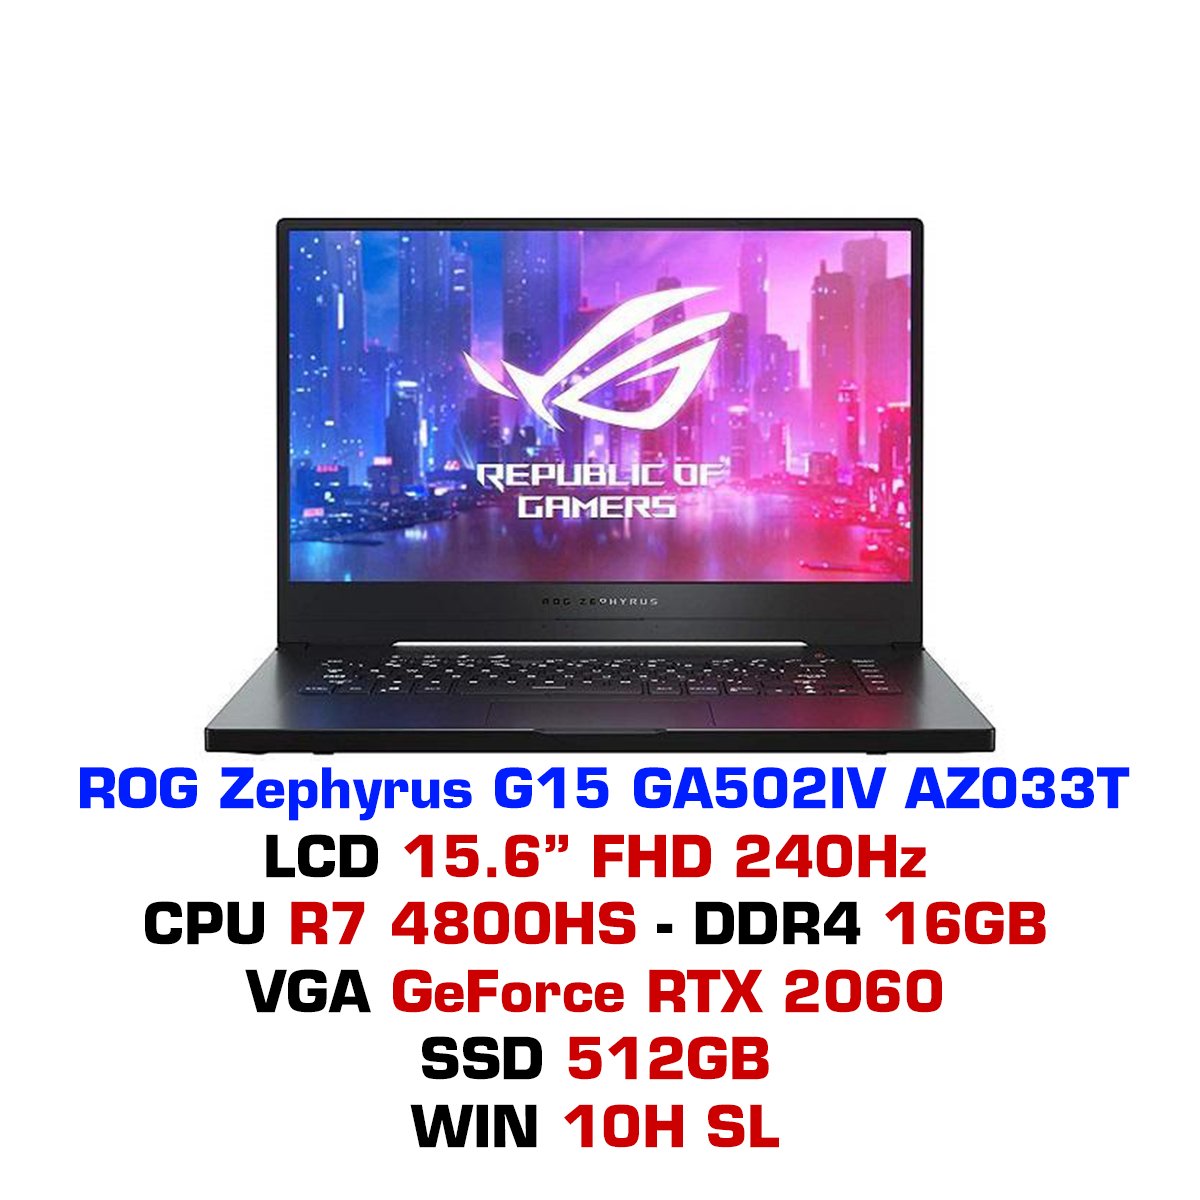 REPUBLIC OF
GAMERS
ROG ZEPHYRUS
ROG Zephyrus G15 GA502IV AZ033T
LCD 15.6” FHD 240Hz
CPU R7 4800HS - DDR4 16GB
VGA GeForce RTX 2060
SSD 512GB
WIN 10H SL